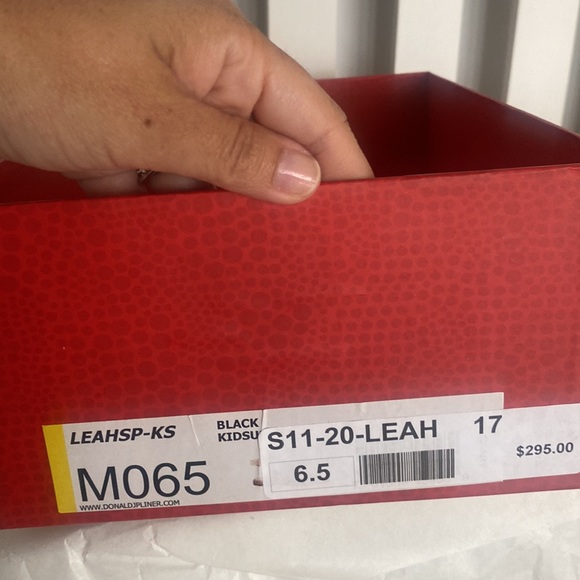 LEAHSP-KS
BLACK
KIDSU
M065
WWW.DONALDJPLINER.COM
S11-20-LEAH
17
6.5
$295.00